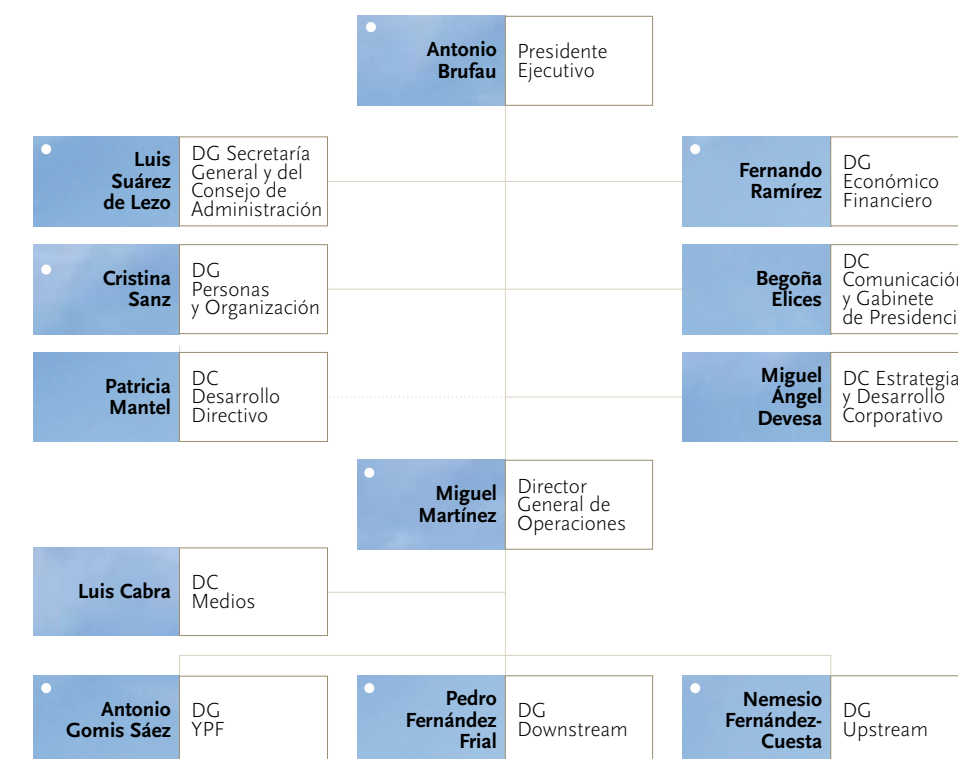 Antonio
Brufau
Presidente
Ejecutivo
Luis
Suárez
de Lezo
DG Secretaría
General y del
Consejo de
Administración
Fernando
Ramírez
DG
Económico
Financiero
Cristina
Sanz
DG
Personas
y Organización
Begoña
Elices
DC
Comunicación
y Gabinete
de Presidenci
Patricia
Mantel
DC
Desarrollo
Directivo
Miguel
Ángel
Devesa
DC Estrategia
y Desarrollo
Corporativo
Miguel
Martínez
Director
General de
Operaciones
Luis Cabra
DC
Medios
Antonio
Gomis Sáez
DG
YPF
Pedro
Fernández
Frial
DG
Downstream
Nemesio
Fernández-
Cuesta
DG
Upstream